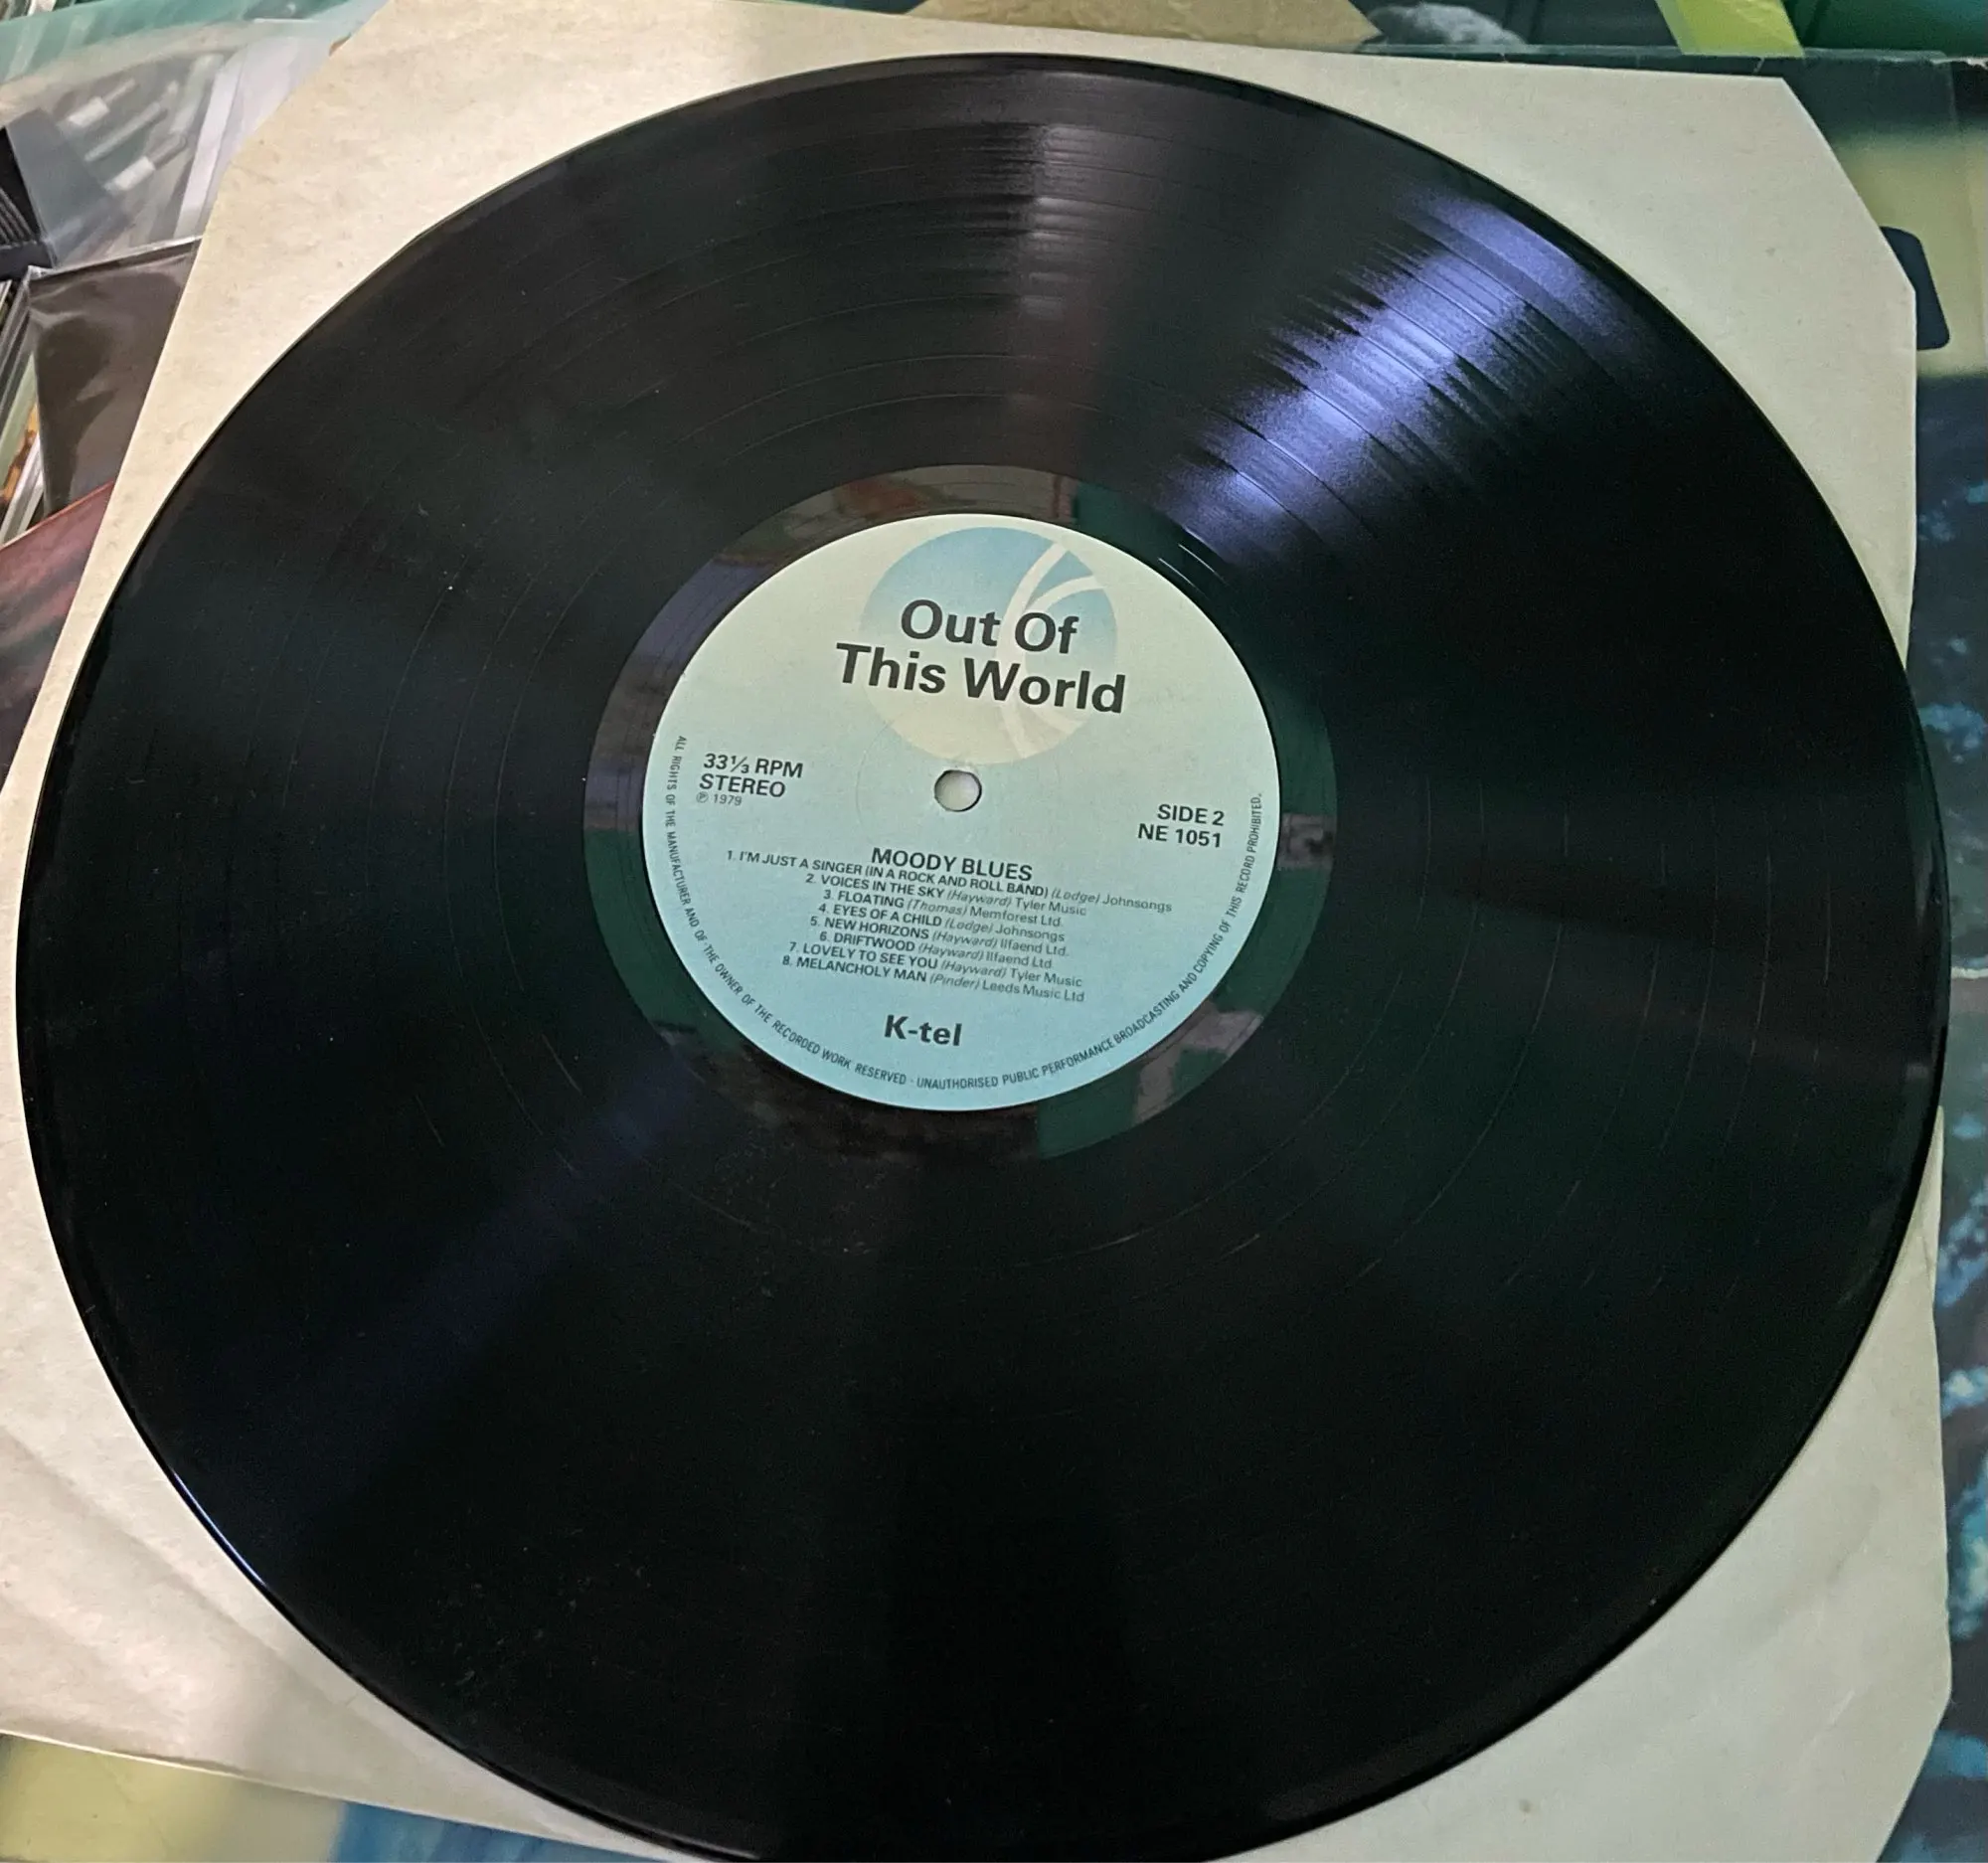 Out Of
This World
33⅓ RPM
STEREO
℗ 1979
SIDE 2
NE 1051
MOODY BLUES
1. I'M JUST A SINGER (IN A ROCK AND ROLL BAND) (Lodge) Johnsongs
2. VOICES IN THE SKY (Hayward) Tyler Music
3. FLOATING (Thomas) Memforest Ltd.
4. EYES OF A CHILD (Lodge) Johnsongs
5. NEW HORIZONS (Hayward) Ilfaend Ltd.
6. DRIFTWOOD (Hayward) Ilfaend Ltd
7. LOVELY TO SEE YOU (Hayward) Tyler Music
8. MELANCHOLY MAN (Pinder) Leeds Music Ltd
K-tel
ALL RIGHTS OF THE MANUFACTURER AND OF THE OWNER OF THE RECORDED WORK RESERVED · UNAUTHORISED PUBLIC PERFORMANCE BROADCASTING AND COPYING OF THIS RECORD PROHIBITED.